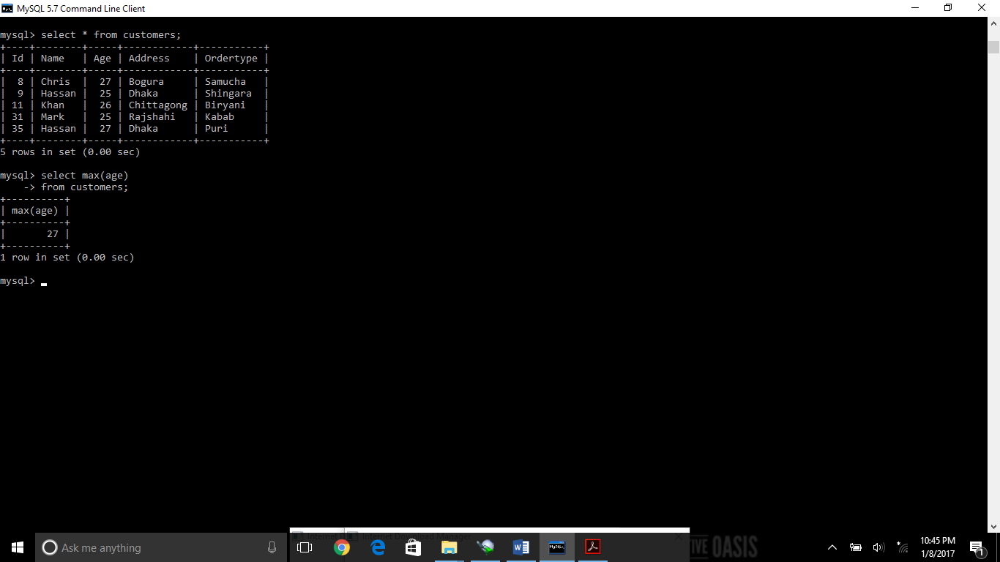 MySQL 5.7 Command Line Client
mysql> select * from customers;
+----+--------+-----+------------+-----------+
| Id | Name   | Age | Address    | Ordertype |
+----+--------+-----+------------+-----------+
|  8 | Chris  |  27 | Bogura     | Samucha   |
|  9 | Hassan |  25 | Dhaka      | Shingara  |
| 11 | Khan   |  26 | Chittagong | Biryani   |
| 31 | Mark   |  25 | Rajshahi   | Kabab     |
| 35 | Hassan |  27 | Dhaka      | Puri      |
+----+--------+-----+------------+-----------+
5 rows in set (0.00 sec)
mysql> select max(age)
    -> from customers;
+----------+
| max(age) |
+----------+
|       27 |
+----------+
1 row in set (0.00 sec)
mysql>
Internet Download Manager
Ask me anything
OASIS
10:45 PM
1/8/2017
1